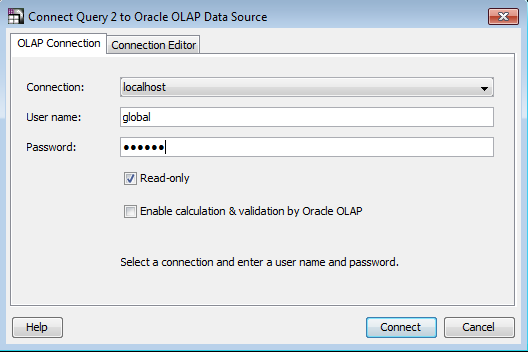 Connect Query 2 to Oracle OLAP Data Source
OLAP Connection
Connection Editor
Connection:
localhost
User name:
global
Password:
●●●●●●
Read-only
Enable calculation & validation by Oracle OLAP
Select a connection and enter a user name and password.
Help
Connect
Cancel